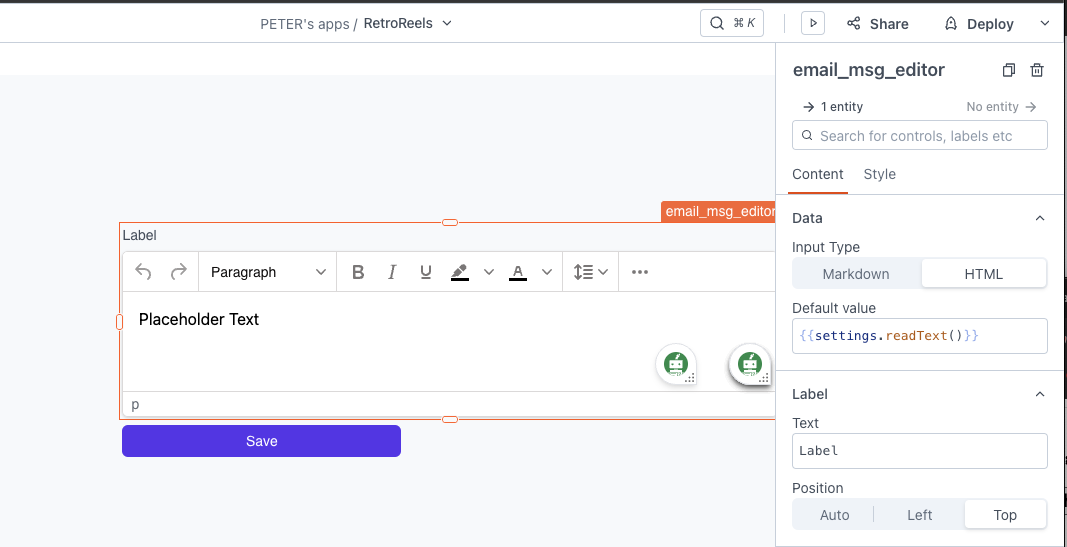 PETER's apps / RetroReels
⌘ K
Share
Deploy
email_msg_editor
1 entity
No entity
Search for controls, labels etc
Content
Style
Data
Input Type
Markdown
HTML
Default value
{{settings.readText()}}
Label
Text
Label
Position
Auto
Left
Top
email_msg_editor
Label
Paragraph
B
I
U
A
Placeholder Text
p
Save